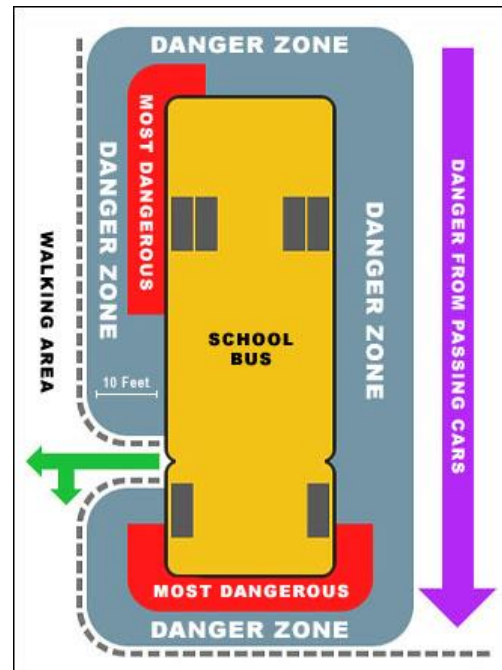 DANGER ZONE
MOST DANGEROUS
DANGER ZONE
WALKING AREA
10 Feet
SCHOOL
BUS
DANGER ZONE
DANGER FROM PASSING CARS
MOST DANGEROUS
DANGER ZONE